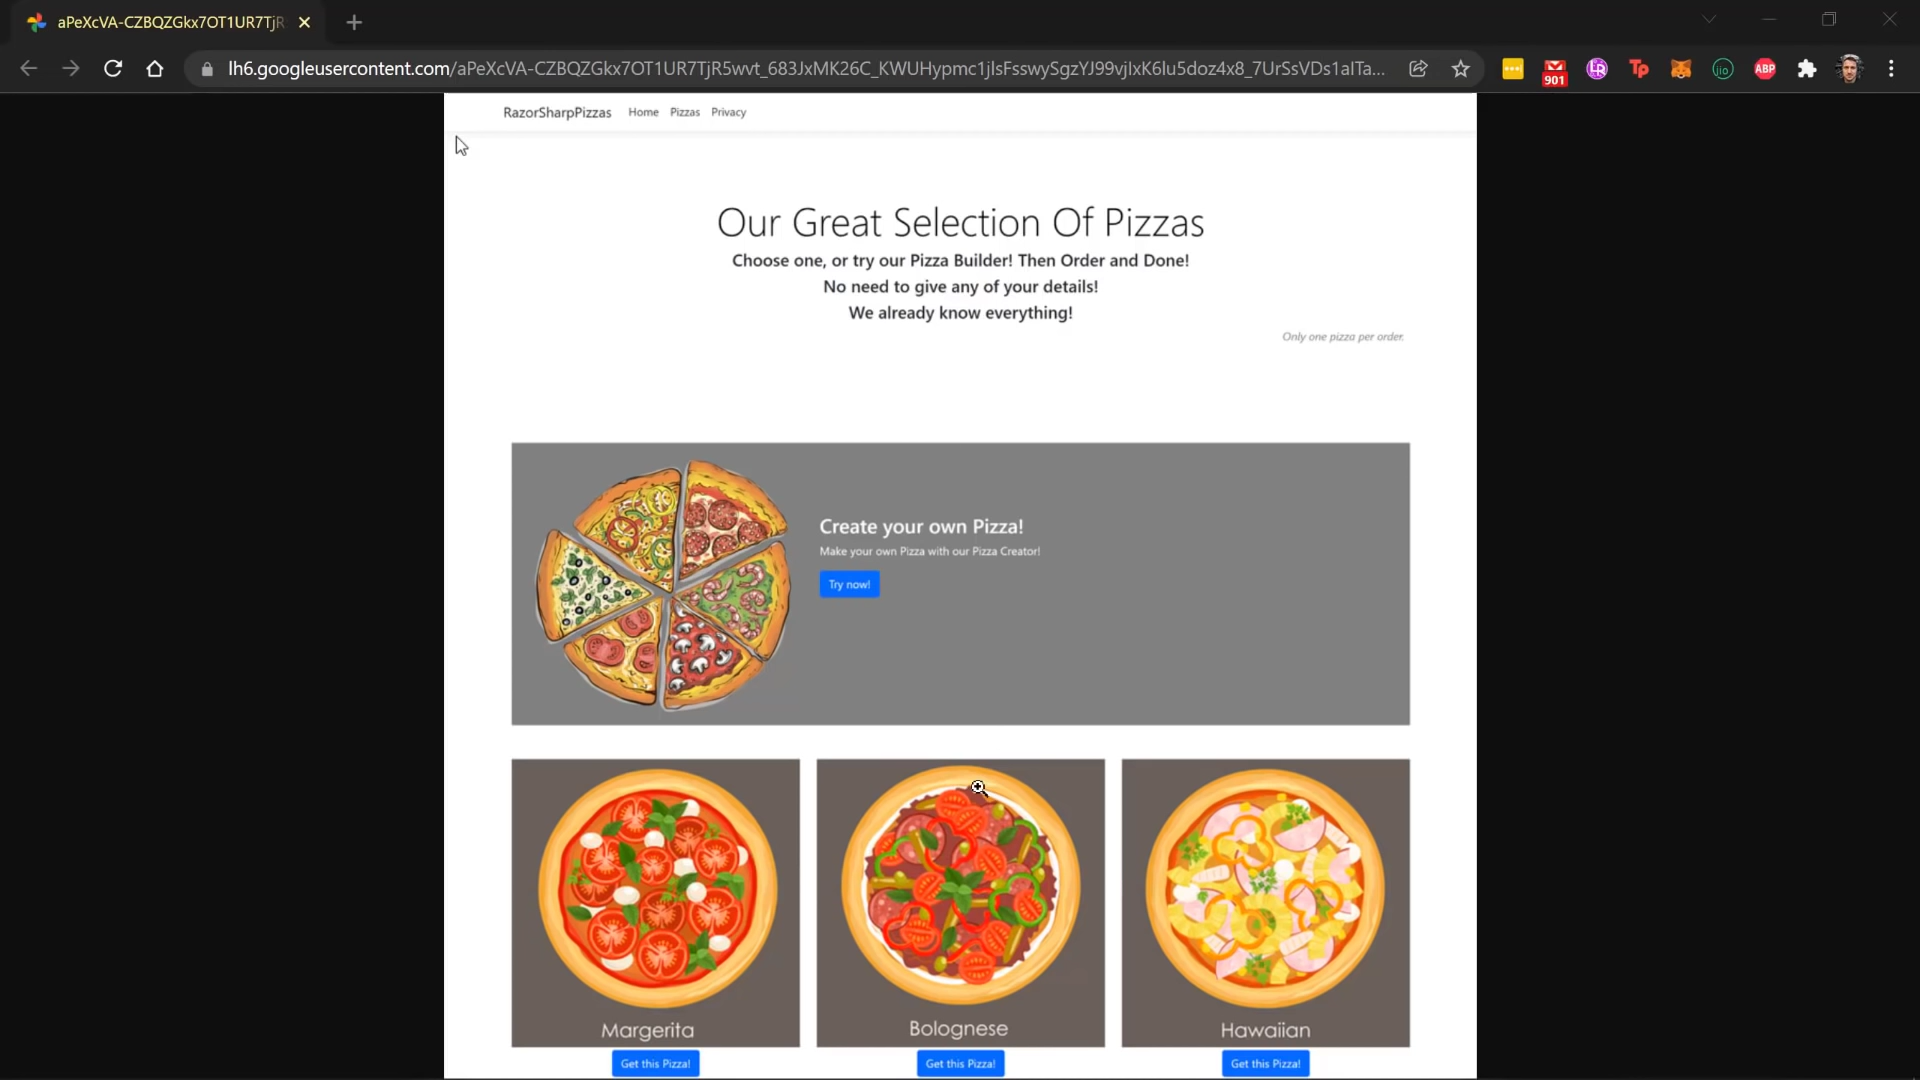 aPeXcVA-CZBQZGkx7OT1UR7TjR
lh6.googleusercontent.com/aPeXcVA-CZBQZGkx7OT1UR7TjR5wvt_683JxMK26C_KWUHypmc1jlsFsswySgzYJ99vjlxK6lu5doz4x8_7UrSsVDs1alTa...
901
LR
Tp
jio
ABP
RazorSharpPizzas Home Pizzas Privacy
Our Great Selection Of Pizzas
Choose one, or try our Pizza Builder! Then Order and Done!
No need to give any of your details!
We already know everything!
Only one pizza per order.
Create your own Pizza!
Make your own Pizza with our Pizza Creator!
Try now!
Margerita
Bolognese
Hawaiian
Get this Pizza!
Get this Pizza!
Get this Pizza!